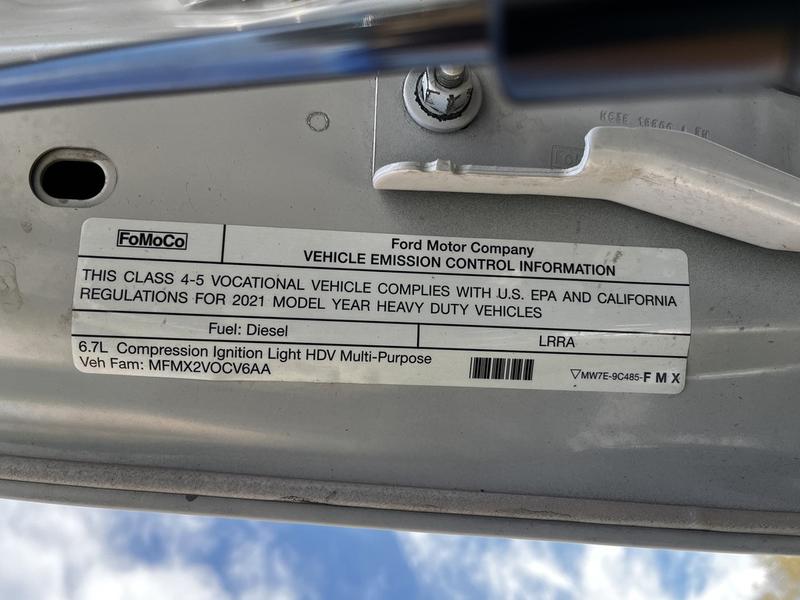 FoMoCo
Ford Motor Company
VEHICLE EMISSION CONTROL INFORMATION
THIS CLASS 4-5 VOCATIONAL VEHICLE COMPLIES WITH U.S. EPA AND CALIFORNIA
REGULATIONS FOR 2021 MODEL YEAR HEAVY DUTY VEHICLES
Fuel: Diesel
LRRA
6.7L Compression Ignition Light HDV Multi-Purpose
Veh Fam: MFMX2VOCV6AA
▽MW7E-9C485-F M X